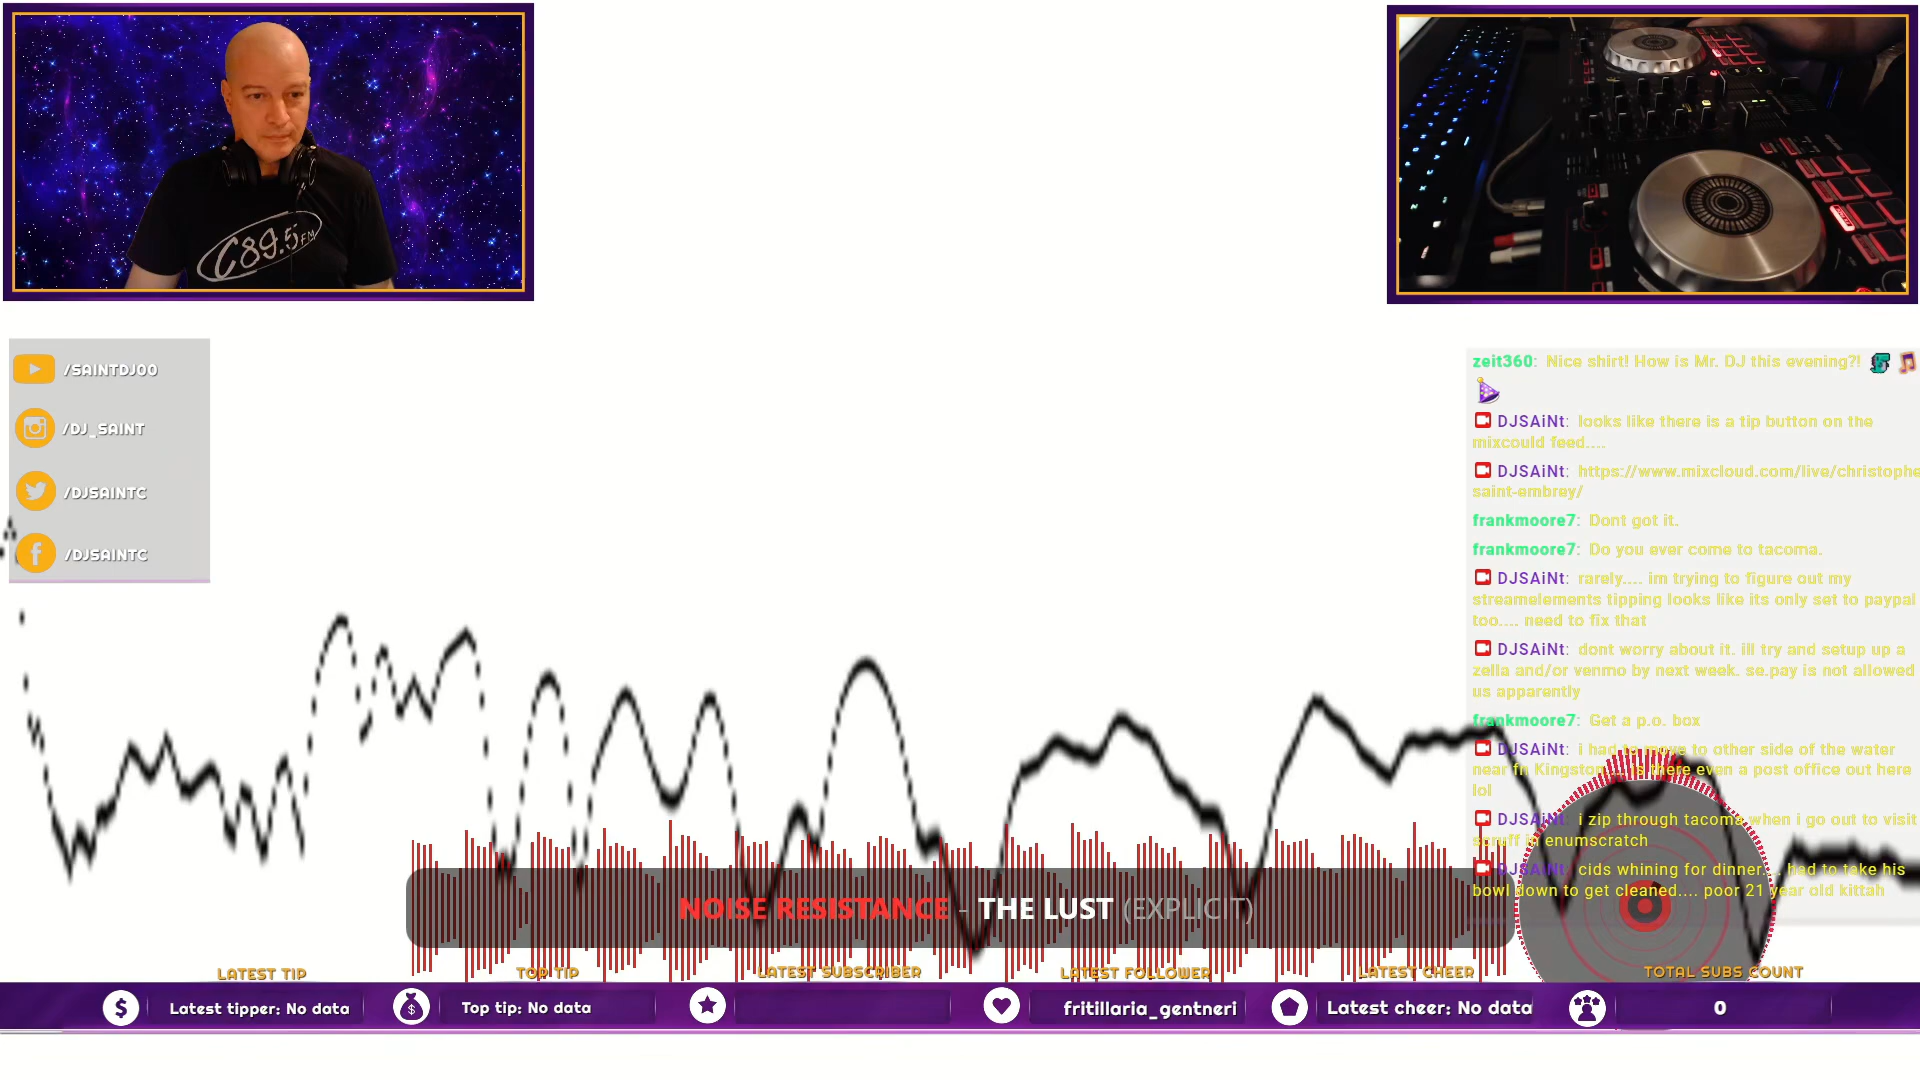 C89.5 FM
/SAINTDJ00
/DJ_SAINT
/DJSAINTC
/DJSAINTC
zeit360: Nice shirt! How is Mr. DJ this evening?!
DJSAiNt: looks like there is a tip button on the
mixcould feed....
DJSAiNt: https://www.mixcloud.com/live/christophe
saint-embrey/
frankmoore7: Dont got it.
frankmoore7: Do you ever come to tacoma.
DJSAiNt: rarely.... im trying to figure out my
streamelements tipping looks like its only set to paypal
too.... need to fix that
DJSAiNt: dont worry about it. ill try and setup up a
zella and/or venmo by next week. se.pay is not allowed
us apparently
frankmoore7: Get a p.o. box
DJSAiNt: i had to move to other side of the water
near fn Kingston.... is there even a post office out here
lol
DJSAiNt: i zip through tacoma when i go out to visit
scruff in enumscratch
DJSAiNt: cids whining for dinner.... had to take his
bowl down to get cleaned.... poor 21 year old kittah
NOISE RESISTANCE - THE LUST (EXPLICIT)
LATEST TIP
TOP TIP
LATEST SUBSCRIBER
LATEST FOLLOWER
LATEST CHEER
TOTAL SUBS COUNT
Latest tipper: No data
Top tip: No data
fritillaria_gentneri
Latest cheer: No data
0